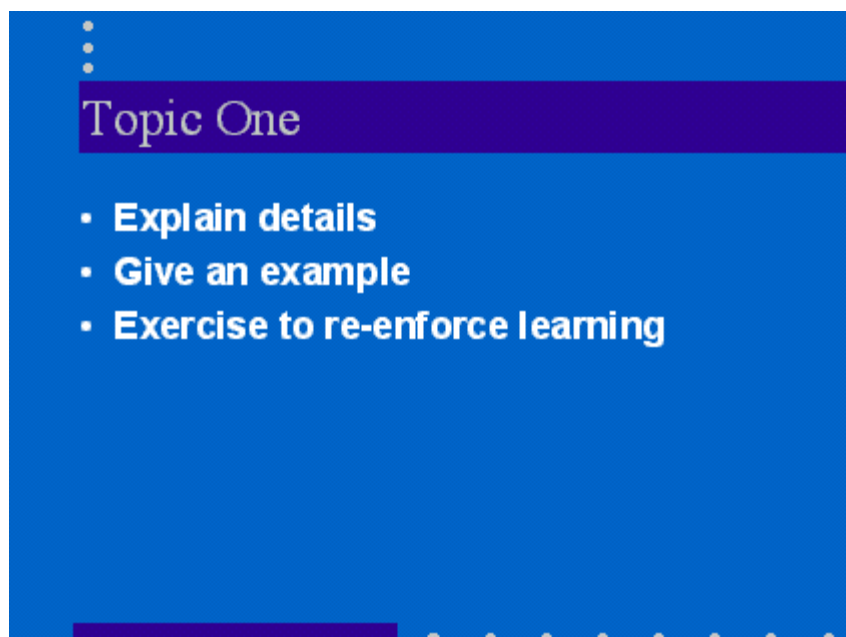 Topic One
• Explain details
• Give an example
• Exercise to re-enforce learning